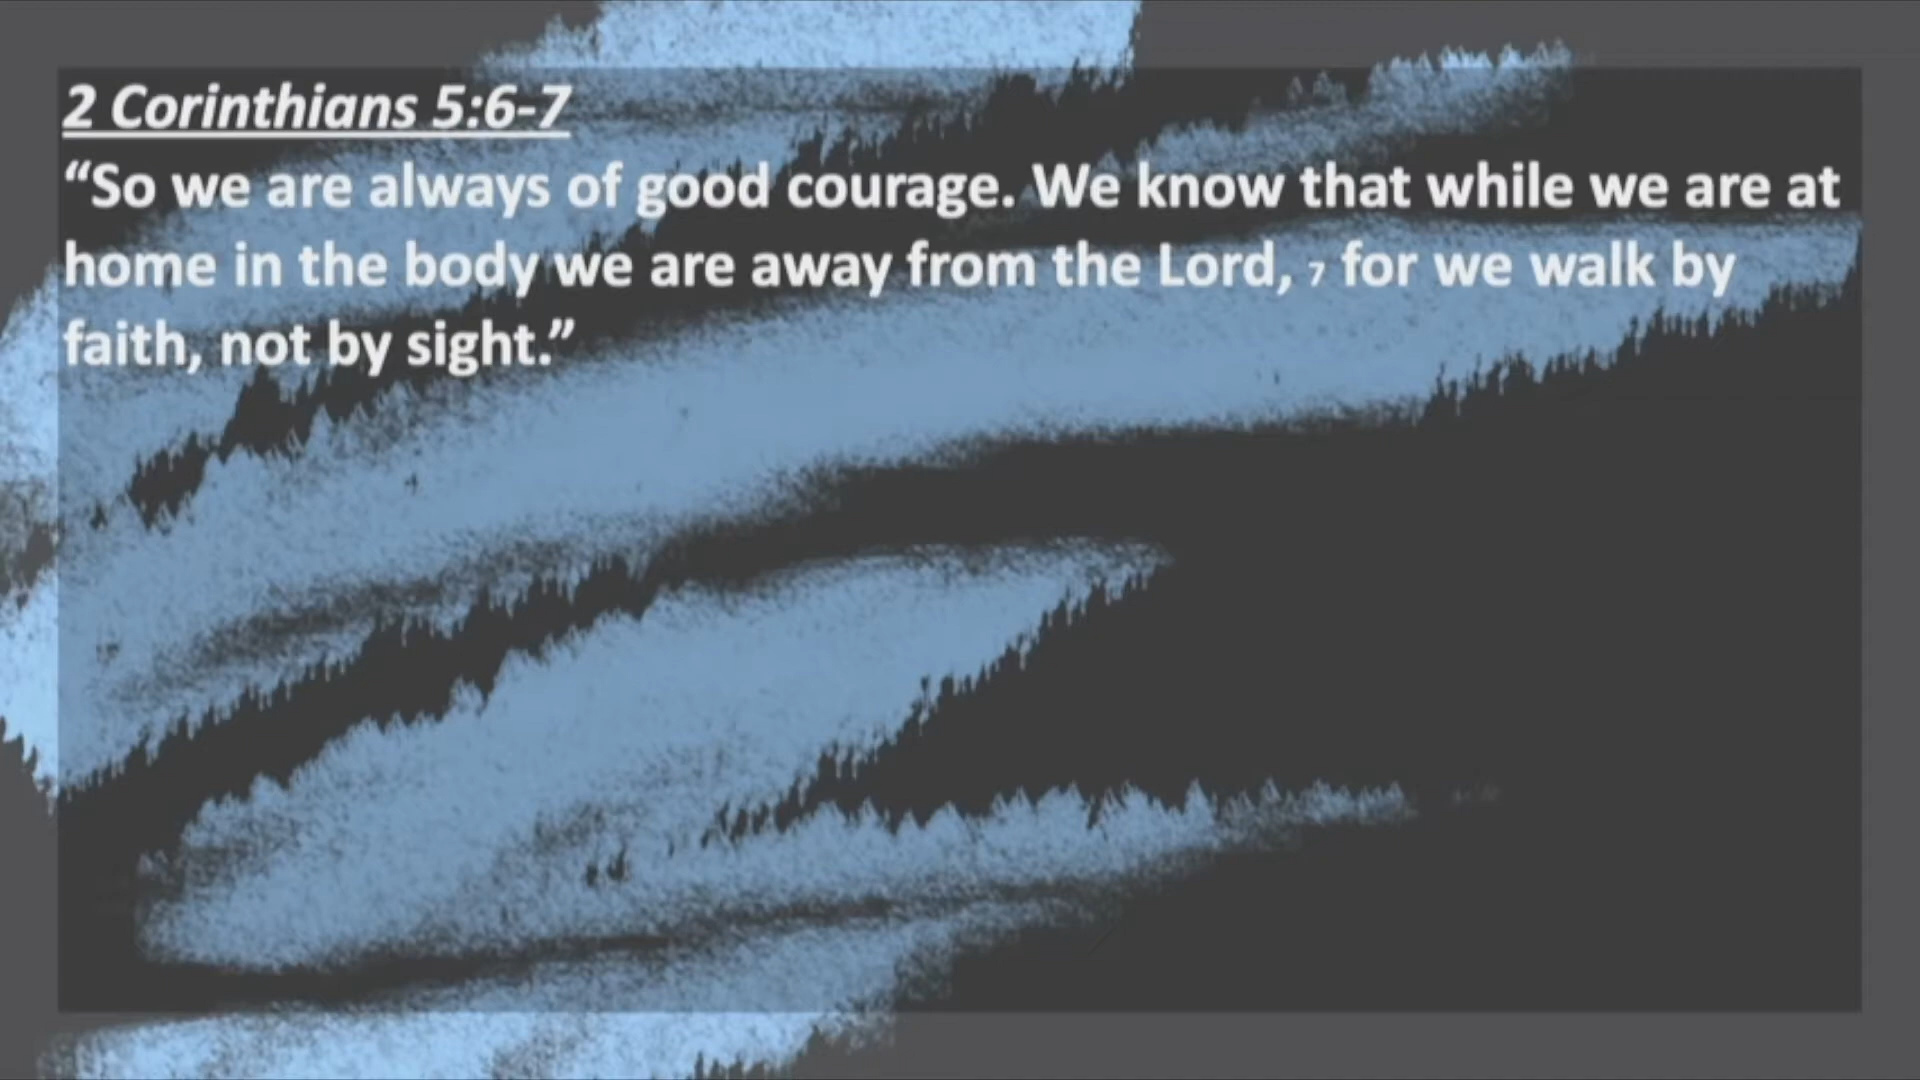 2 Corinthians 5:6-7
“So we are always of good courage. We know that while we are at
home in the body we are away from the Lord, 7 for we walk by
faith, not by sight.”